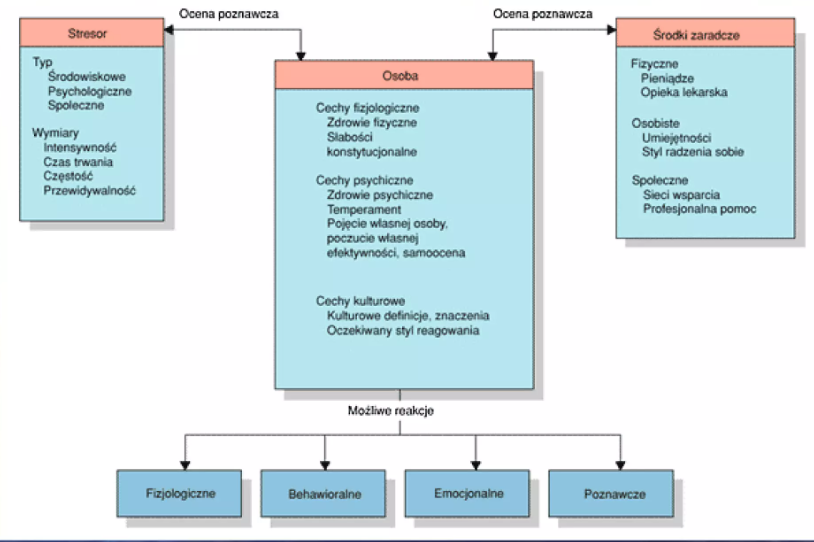 Ocena poznawcza
Ocena poznawcza
Stresor
Typ
Środowiskowe
Psychologiczne
Społeczne
Wymiary
Intensywność
Czas trwania
Częstość
Przewidywalność
Osoba
Cechy fizjologiczne
Zdrowie fizyczne
Słabości
konstytucjonalne
Cechy psychiczne
Zdrowie psychiczne
Temperament
Pojęcie własnej osoby,
poczucie własnej
efektywności, samoocena
Cechy kulturowe
Kulturowe definicje, znaczenia
Oczekiwany styl reagowania
Środki zaradcze
Fizyczne
Pieniądze
Opieka lekarska
Osobiste
Umiejętności
Styl radzenia sobie
Społeczne
Sieci wsparcia
Profesjonalna pomoc
Możliwe reakcje
Fizjologiczne
Behawioralne
Emocjonalne
Poznawcze